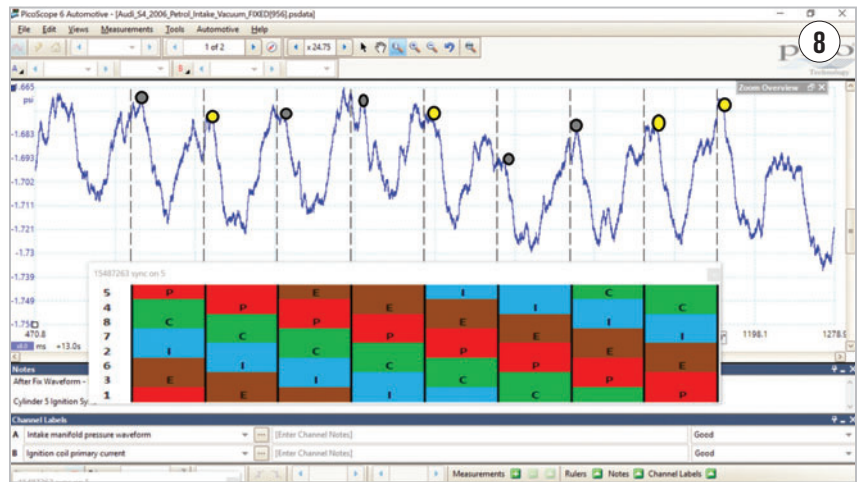 PicoScope 6 Automotive - [Audi_S4_2006_Petrol_Intake_Vacuum_FIXED[956].psdata]
File Edit Views Measurements Tools Automotive Help
1 of 2 x 24.75
8
Technology
A B
Zoom Overview
psi
-1.683
-1.693
-1.702
-1.711
-1.721
-1.73
-1.739
-1.749
15487263 sync on 5
5 P E I C
4 P E I C
8 C P E I
7 C P E I
2 I C P E
6 I C P E
3 E I C P
1 E I C P
470.8 1198.1 1278.9
ms +13.0s
Notes
After Fix Waveform -
Cylinder 5 Ignition
Channel Labels
A Intake manifold pressure waveform [Enter Channel Notes] Good
B Ignition coil primary current [Enter Channel Notes] Good
Measurements Rulers Notes Channel Labels